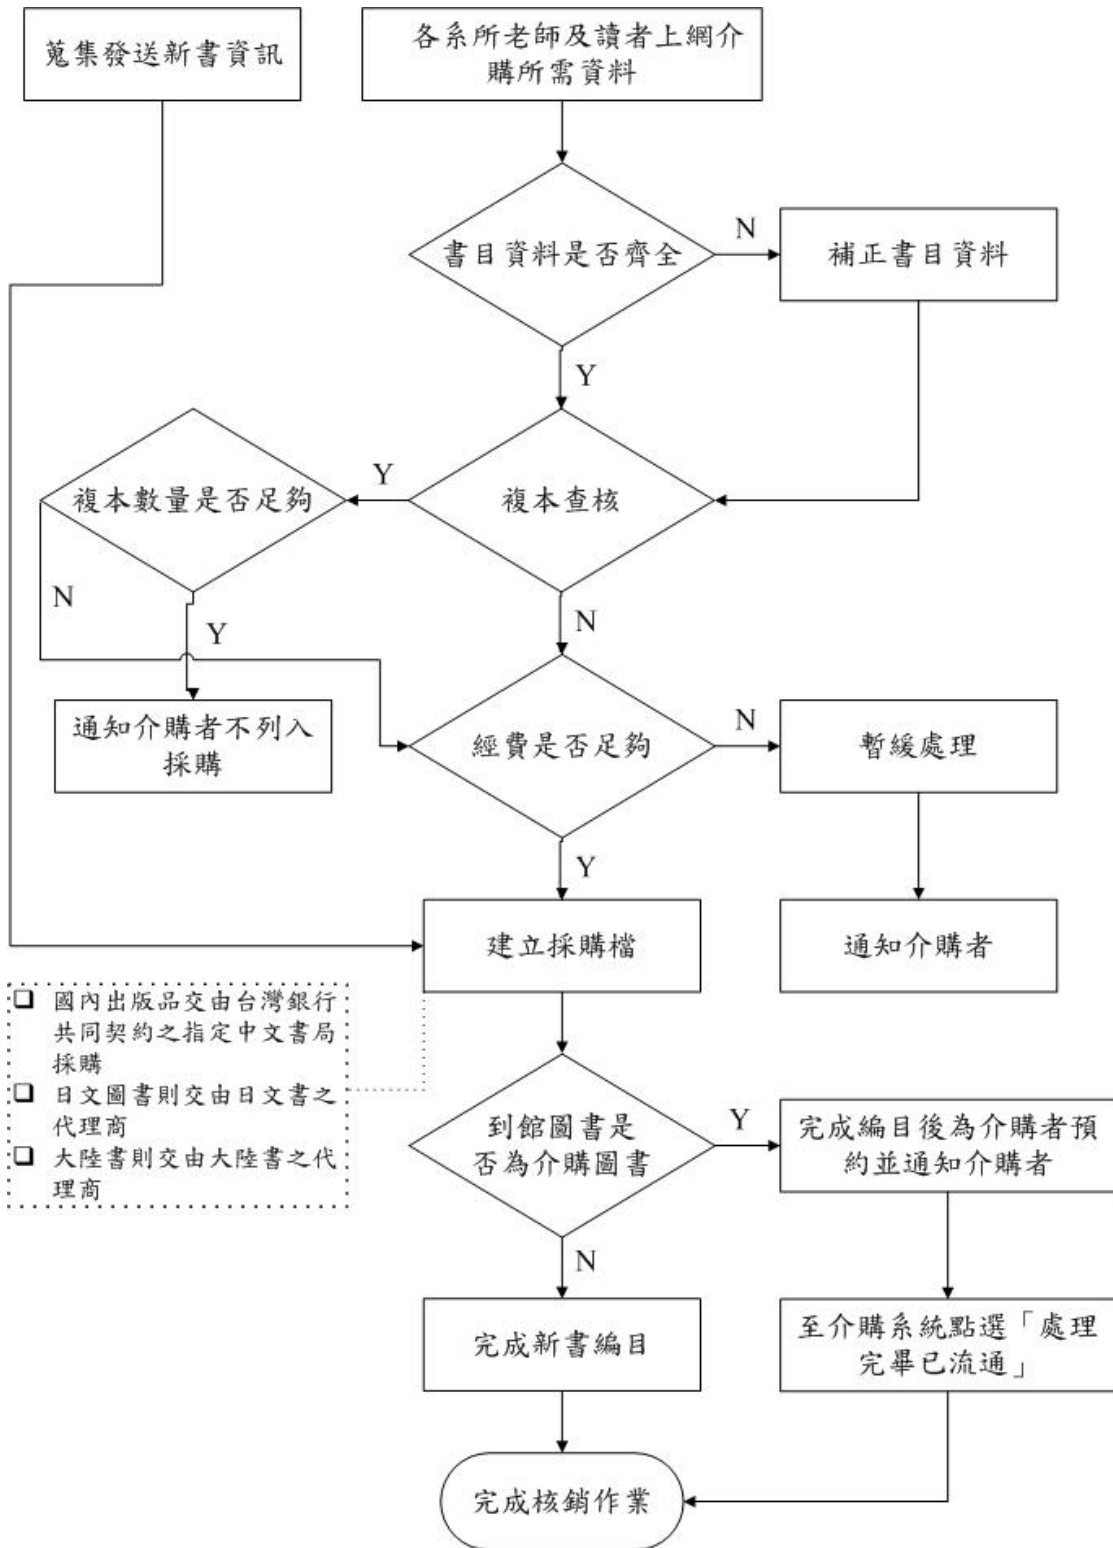 蒐集發送新書資訊
各系所老師及讀者上網介
購所需資料
書目資料是否齊全
N
補正書目資料
Y
複本數量是否足夠
Y
複本查核
N
Y
N
通知介購者不列入
採購
經費是否足夠
N
暫緩處理
Y
建立採購檔
通知介購者
❑ 國內出版品交由台灣銀行
共同契約之指定中文書局
採購
❑ 日文圖書則交由日文書之
代理商
❑ 大陸書則交由大陸書之代
理商
到館圖書是
否為介購圖書
Y
完成編目後為介購者預
約並通知介購者
N
完成新書編目
至介購系統點選「處理
完畢已流通」
完成核銷作業